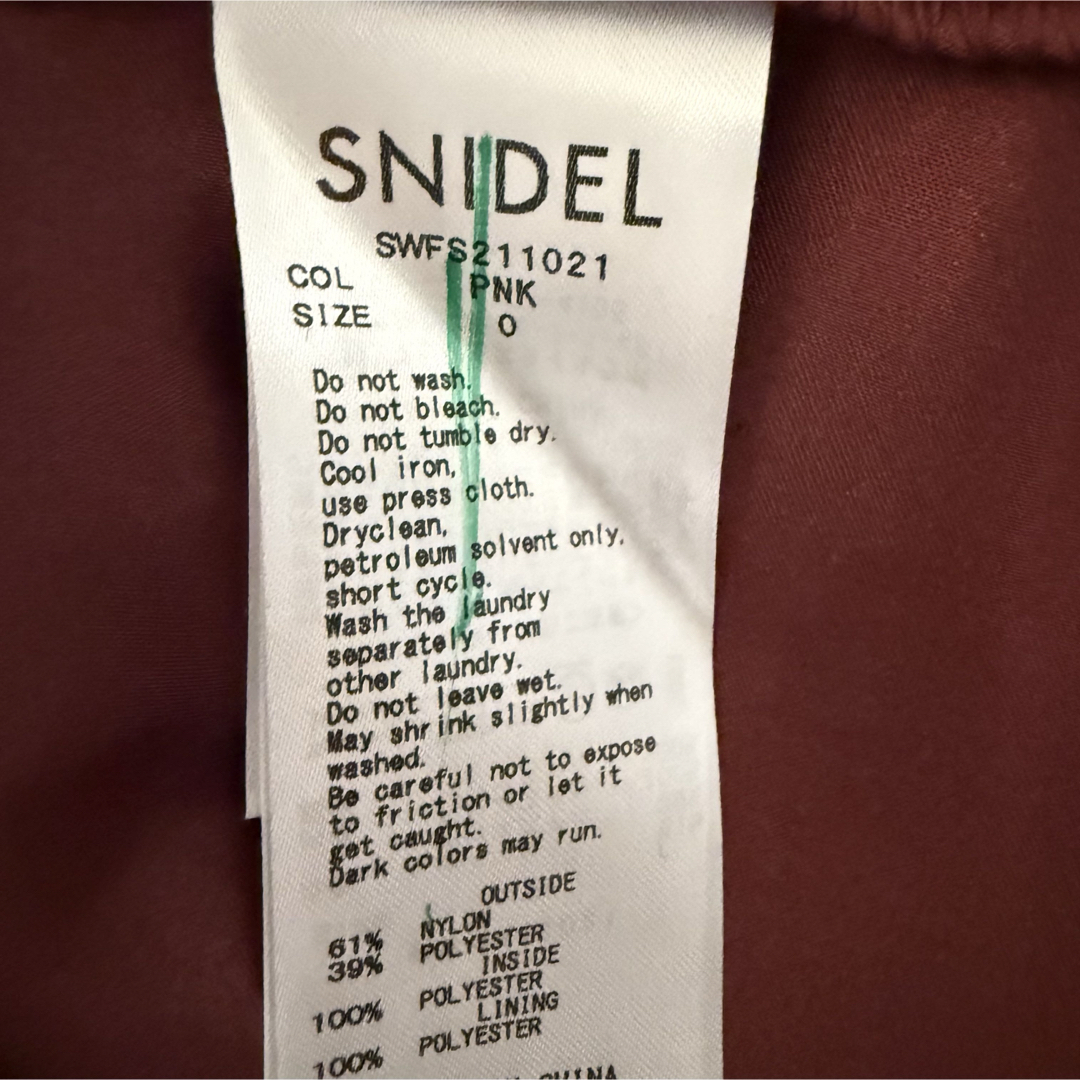 SNIDEL
SWFS211021
COL PNK
SIZE 0
Do not wash.
Do not bleach.
Do not tumble dry.
Cool iron,
use press cloth.
Dryclean,
petroleum solvent only,
short cycle.
Wash the laundry
separately from
other laundry.
Do not leave wet.
May shrink slightly when
washed.
Be careful not to expose
to friction or let it
get caught.
Dark colors may run.
OUTSIDE
61% NYLON
39% POLYESTER
INSIDE
100% POLYESTER
LINING
100% POLYESTER
CHINA